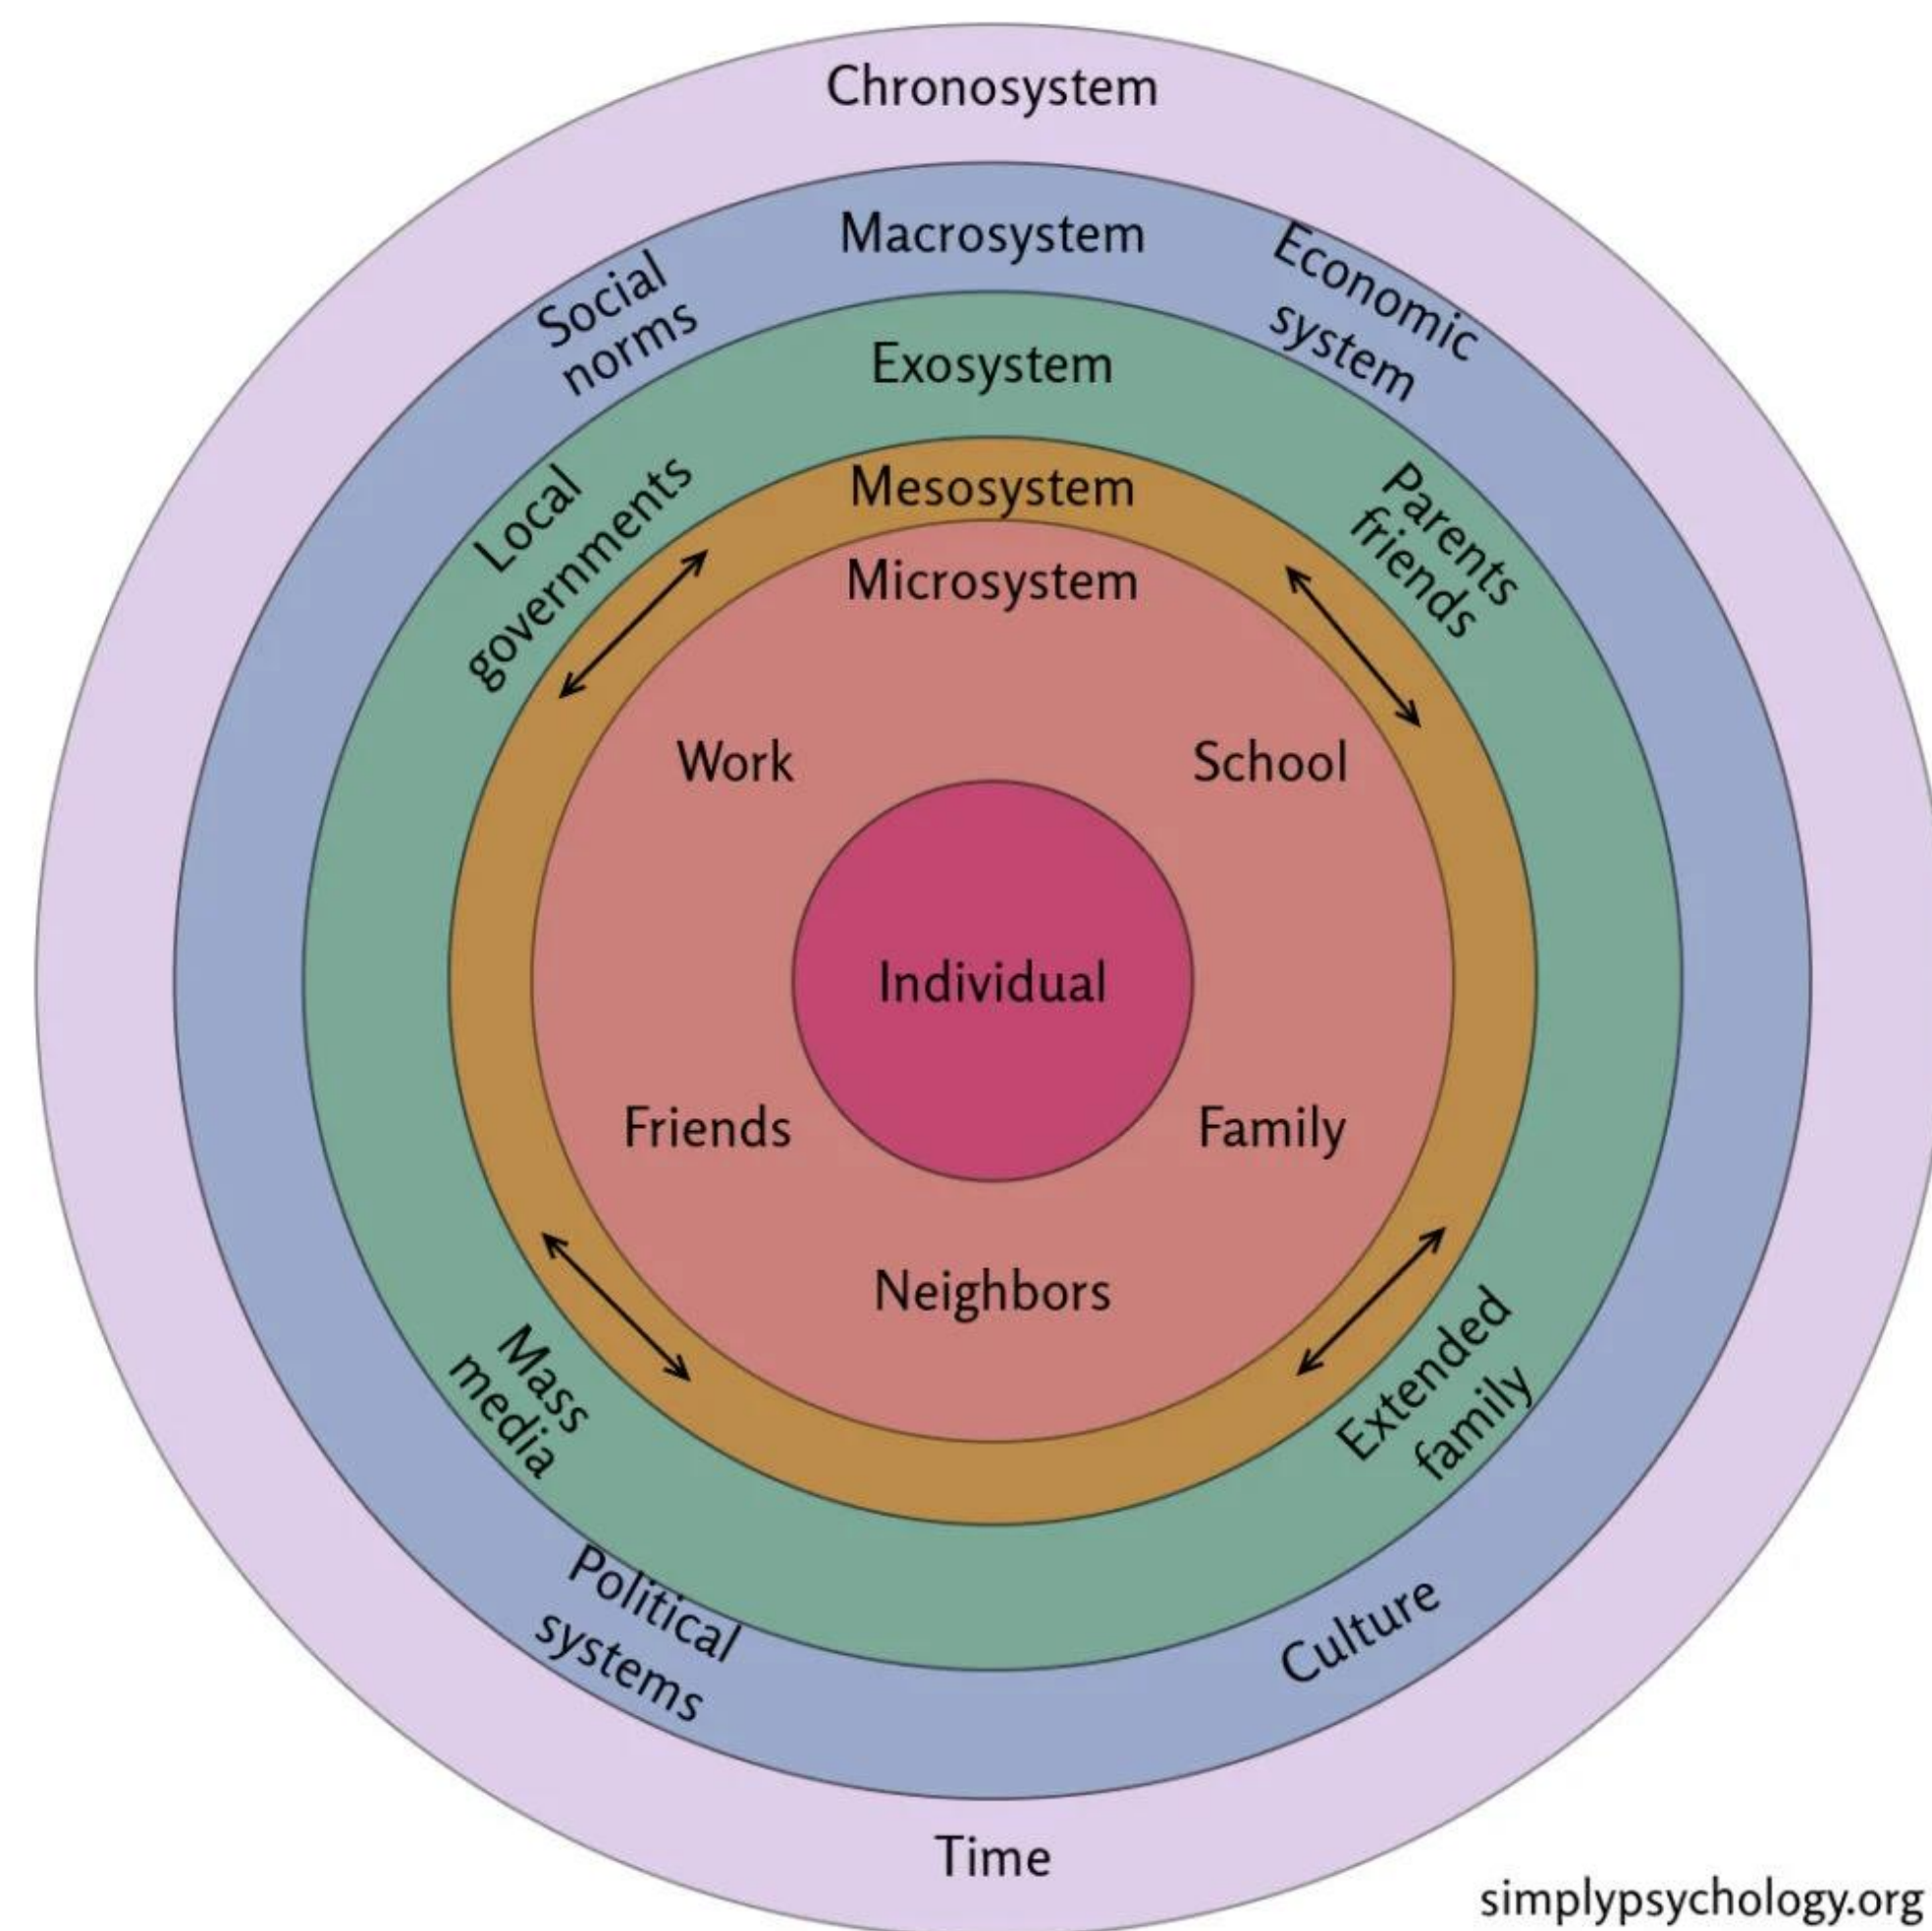 Chronosystem
Macrosystem
Social
norms
Economic
system
Exosystem
Local
governments
Parents
friends
Mesosystem
Microsystem
Work
School
Individual
Friends
Family
Neighbors
Mass
media
Extended
family
Political
systems
Culture
Time
simplypsychology.org